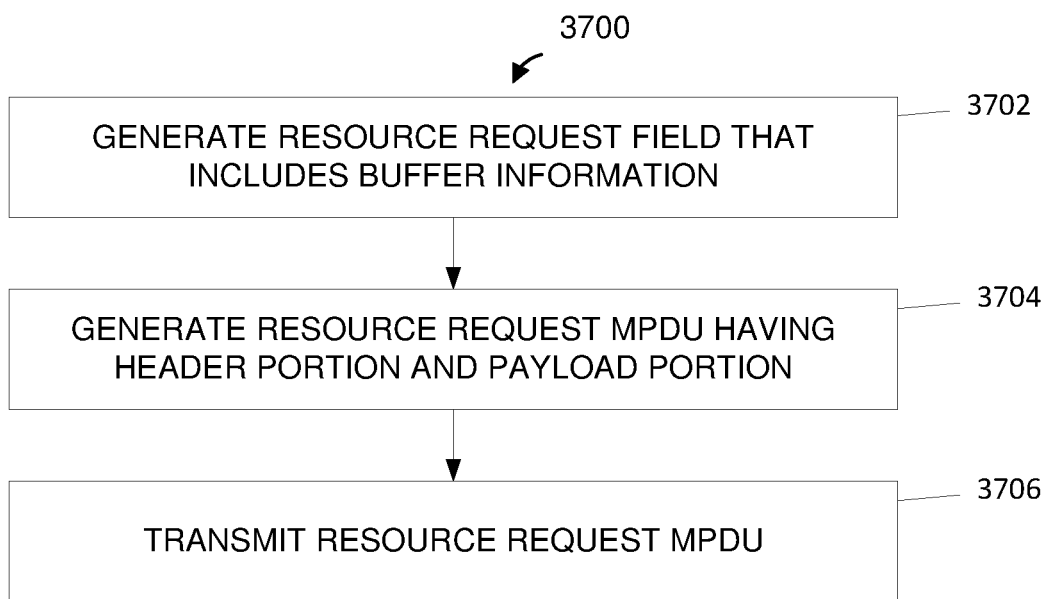 3700
3702
GENERATE RESOURCE REQUEST FIELD THAT
INCLUDES BUFFER INFORMATION
3704
GENERATE RESOURCE REQUEST MPDU HAVING
HEADER PORTION AND PAYLOAD PORTION
3706
TRANSMIT RESOURCE REQUEST MPDU